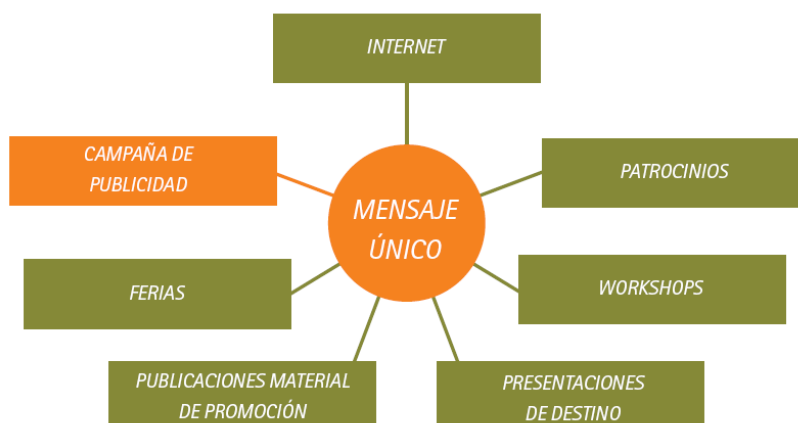 INTERNET
CAMPAÑA DE
PUBLICIDAD
PATROCINIOS
MENSAJE
ÚNICO
FERIAS
WORKSHOPS
PUBLICACIONES MATERIAL
DE PROMOCIÓN
PRESENTACIONES
DE DESTINO